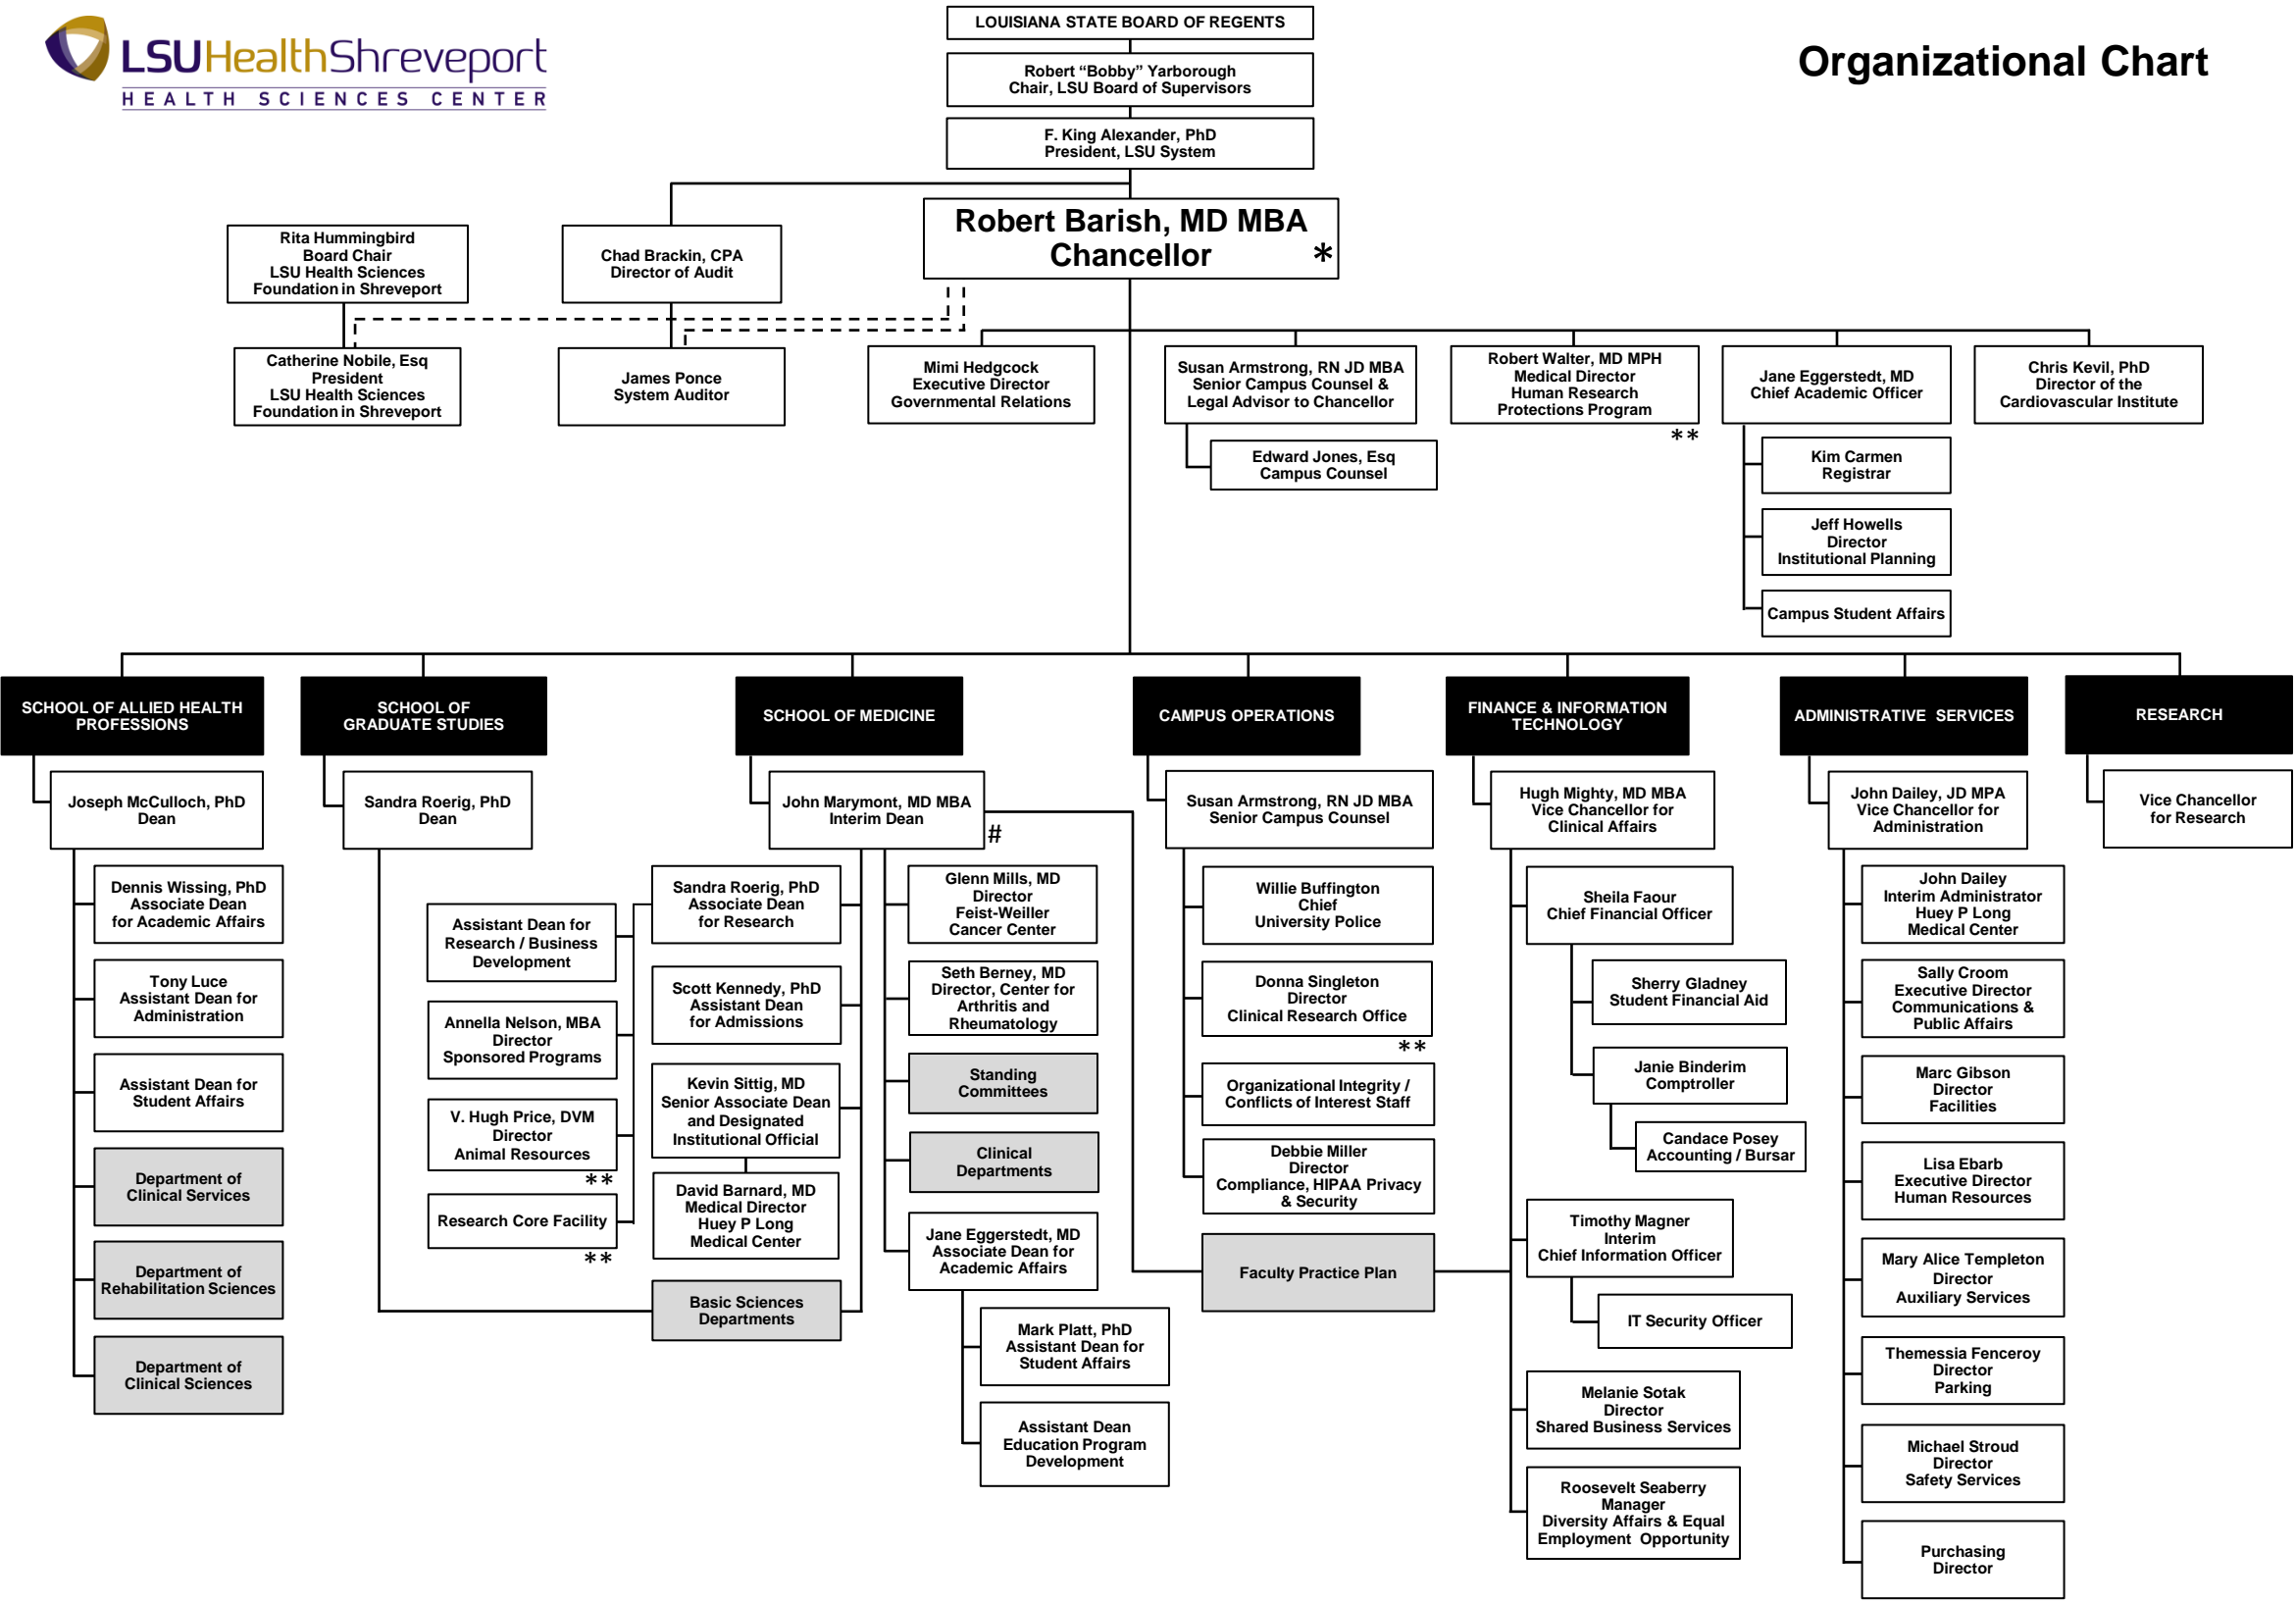 LSUHealthShreveport
HEALTH SCIENCES CENTER
Organizational Chart
LOUISIANA STATE BOARD OF REGENTS
Robert “Bobby” Yarborough
Chair, LSU Board of Supervisors
F. King Alexander, PhD
President, LSU System
Robert Barish, MD MBA
Chancellor *
Rita Hummingbird
Board Chair
LSU Health Sciences
Foundation in Shreveport
Chad Brackin, CPA
Director of Audit
Catherine Nobile, Esq
President
LSU Health Sciences
Foundation in Shreveport
James Ponce
System Auditor
Mimi Hedgcock
Executive Director
Governmental Relations
Susan Armstrong, RN JD MBA
Senior Campus Counsel &
Legal Advisor to Chancellor
Edward Jones, Esq
Campus Counsel
Robert Walter, MD MPH
Medical Director
Human Research
Protections Program
**
Jane Eggerstedt, MD
Chief Academic Officer
Kim Carmen
Registrar
Jeff Howells
Director
Institutional Planning
Campus Student Affairs
Chris Kevil, PhD
Director of the
Cardiovascular Institute
SCHOOL OF ALLIED HEALTH
PROFESSIONS
Joseph McCulloch, PhD
Dean
Dennis Wissing, PhD
Associate Dean
for Academic Affairs
Tony Luce
Assistant Dean for
Administration
Assistant Dean for
Student Affairs
Department of
Clinical Services
Department of
Rehabilitation Sciences
Department of
Clinical Sciences
SCHOOL OF
GRADUATE STUDIES
Sandra Roerig, PhD
Dean
SCHOOL OF MEDICINE
John Marymont, MD MBA
Interim Dean
#
Sandra Roerig, PhD
Associate Dean
for Research
Assistant Dean for
Research / Business
Development
Annella Nelson, MBA
Director
Sponsored Programs
V. Hugh Price, DVM
Director
Animal Resources
**
Research Core Facility
**
Scott Kennedy, PhD
Assistant Dean
for Admissions
Kevin Sittig, MD
Senior Associate Dean
and Designated
Institutional Official
David Barnard, MD
Medical Director
Huey P Long
Medical Center
Basic Sciences
Departments
Glenn Mills, MD
Director
Feist-Weiller
Cancer Center
Seth Berney, MD
Director, Center for
Arthritis and
Rheumatology
Standing
Committees
Clinical
Departments
Jane Eggerstedt, MD
Associate Dean for
Academic Affairs
Mark Platt, PhD
Assistant Dean for
Student Affairs
Assistant Dean
Education Program
Development
CAMPUS OPERATIONS
Susan Armstrong, RN JD MBA
Senior Campus Counsel
Willie Buffington
Chief
University Police
Donna Singleton
Director
Clinical Research Office
**
Organizational Integrity /
Conflicts of Interest Staff
Debbie Miller
Director
Compliance, HIPAA Privacy
& Security
Faculty Practice Plan
FINANCE & INFORMATION
TECHNOLOGY
Hugh Mighty, MD MBA
Vice Chancellor for
Clinical Affairs
Sheila Faour
Chief Financial Officer
Sherry Gladney
Student Financial Aid
Janie Binderim
Comptroller
Candace Posey
Accounting / Bursar
Timothy Magner
Interim
Chief Information Officer
IT Security Officer
Melanie Sotak
Director
Shared Business Services
Roosevelt Seaberry
Manager
Diversity Affairs & Equal
Employment Opportunity
ADMINISTRATIVE SERVICES
John Dailey, JD MPA
Vice Chancellor for
Administration
John Dailey
Interim Administrator
Huey P Long
Medical Center
Sally Croom
Executive Director
Communications &
Public Affairs
Marc Gibson
Director
Facilities
Lisa Ebarb
Executive Director
Human Resources
Mary Alice Templeton
Director
Auxiliary Services
Themessia Fenceroy
Director
Parking
Michael Stroud
Director
Safety Services
Purchasing
Director
RESEARCH
Vice Chancellor
for Research